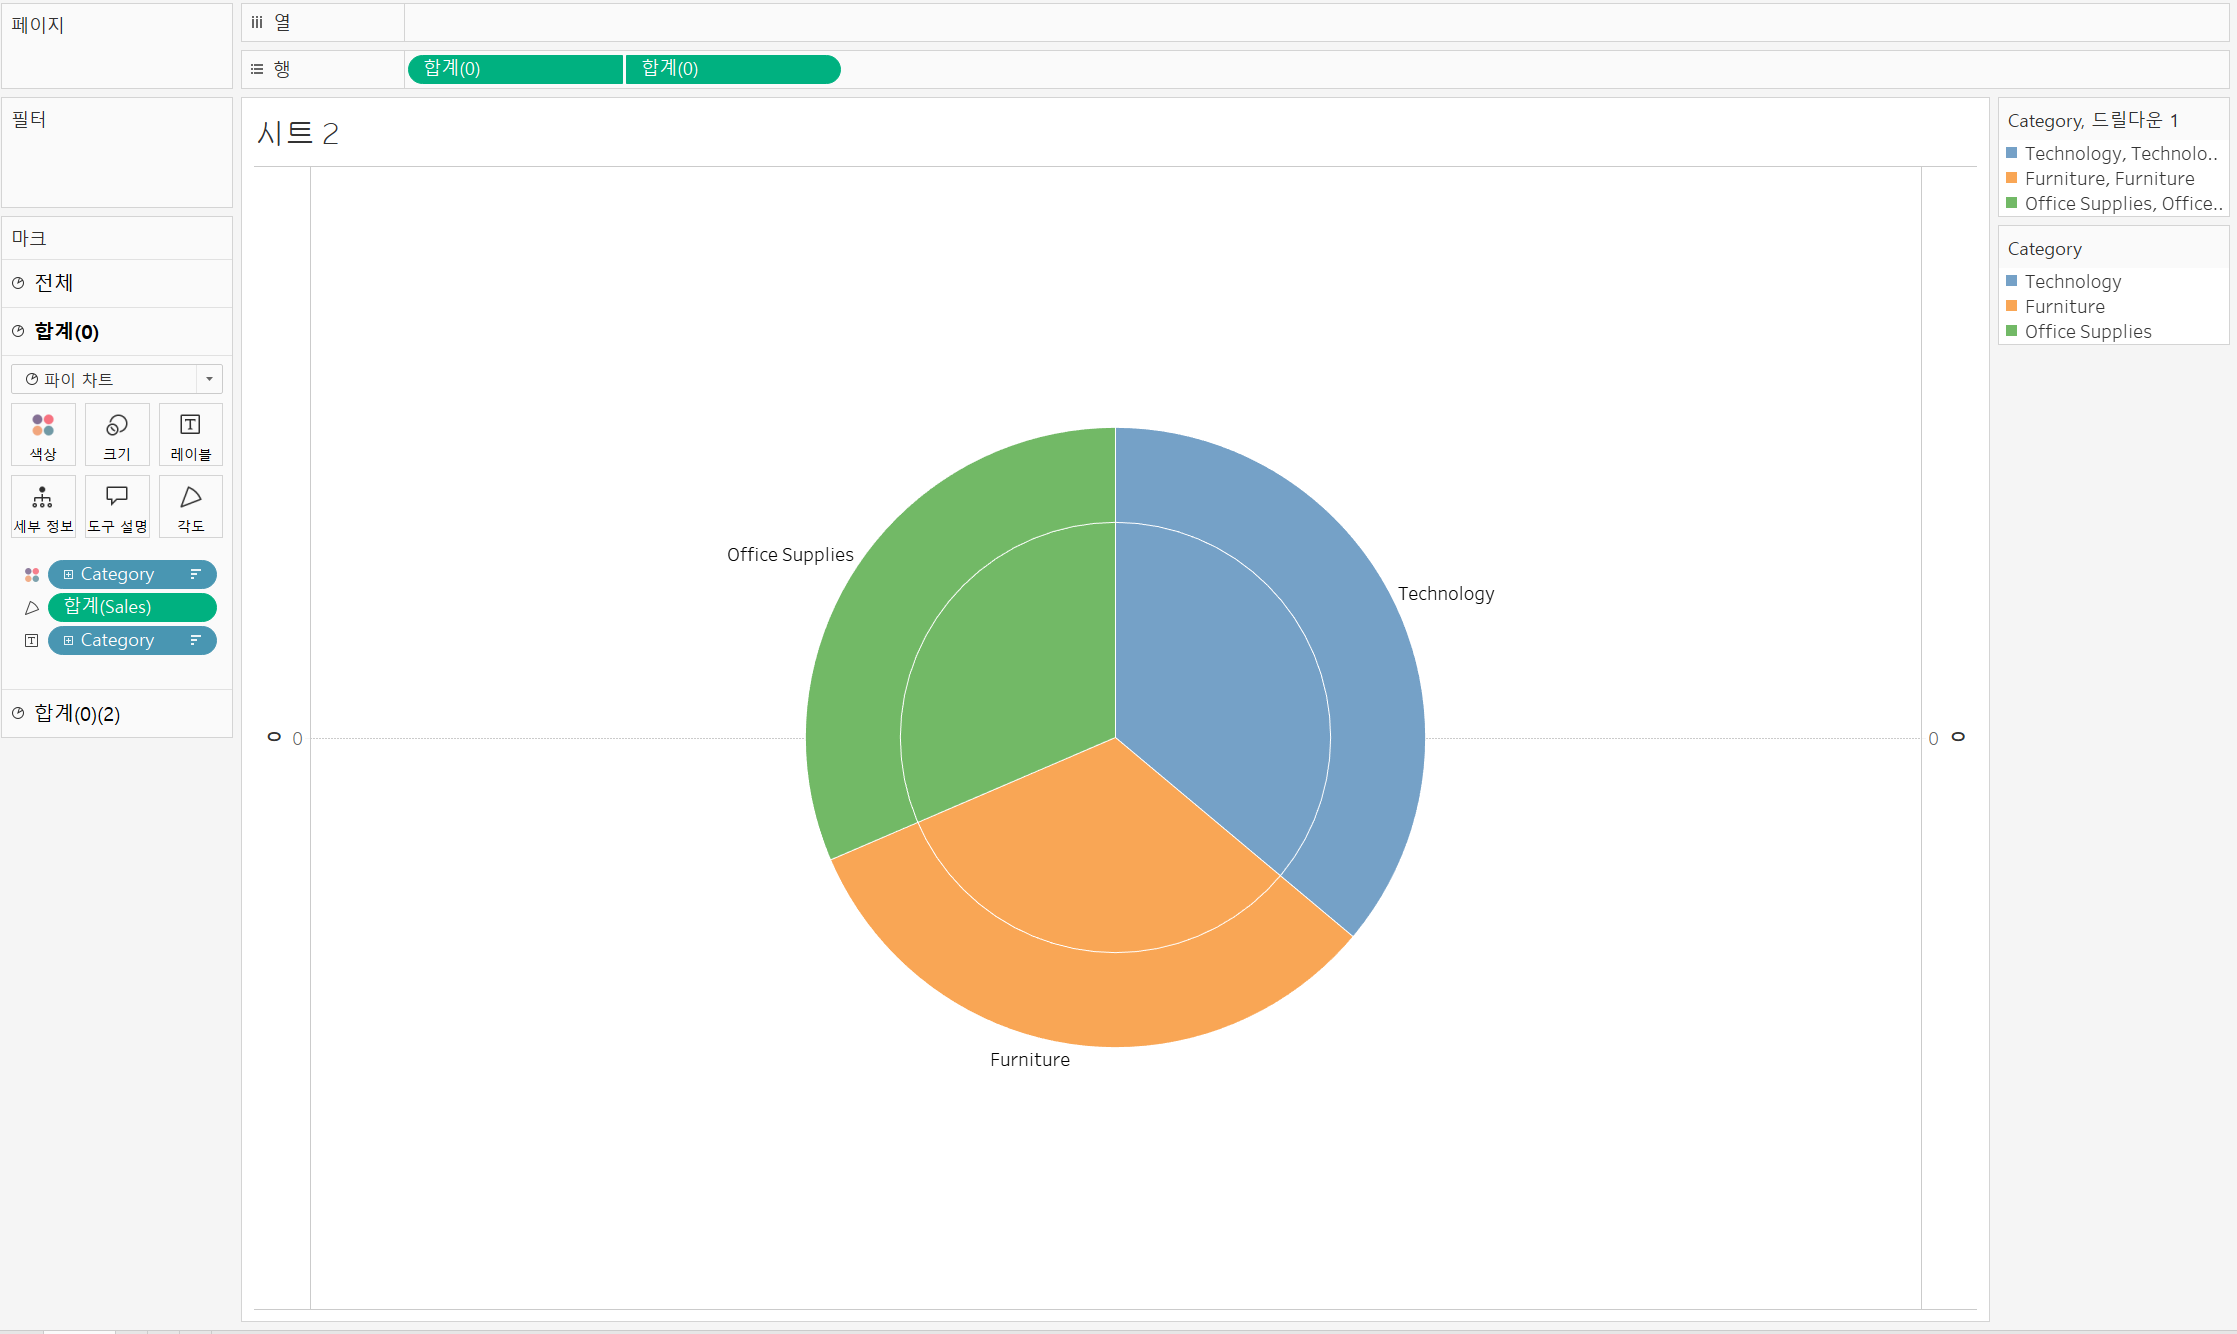 페이지
iii 열
행
합계(0) 합계(0)
필터
마크
전체
합계(0)
파이 차트
색상 크기 레이블
세부 정보 도구 설명 각도
Category
합계(Sales)
Category
합계(0)(2)
시트 2
Office Supplies
Technology
0 0
0 0
Furniture
Category, 드릴다운 1
Technology, Technolo..
Furniture, Furniture
Office Supplies, Office..
Category
Technology
Furniture
Office Supplies